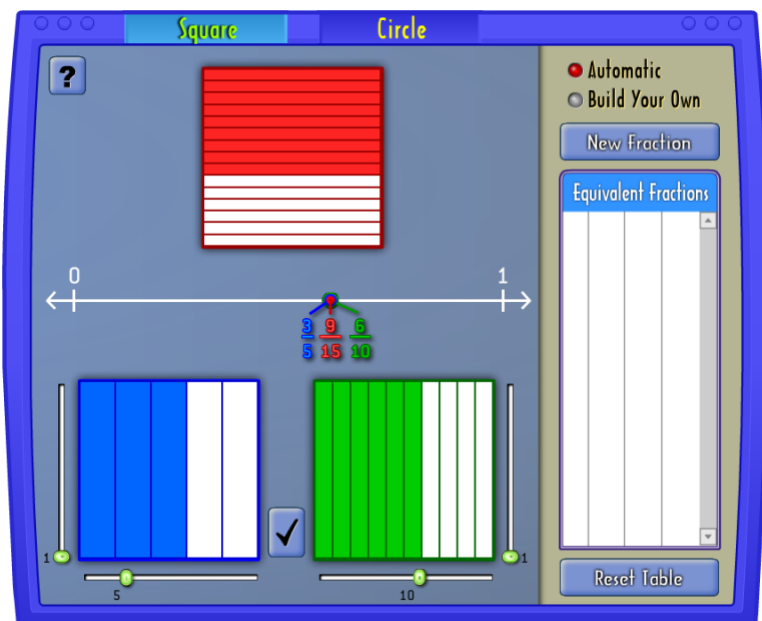 Square
Circle
?
Automatic
Build Your Own
New Fraction
Equivalent Fractions
0
1
3 9 6
5 15 10
1
1
5
10
Reset Table